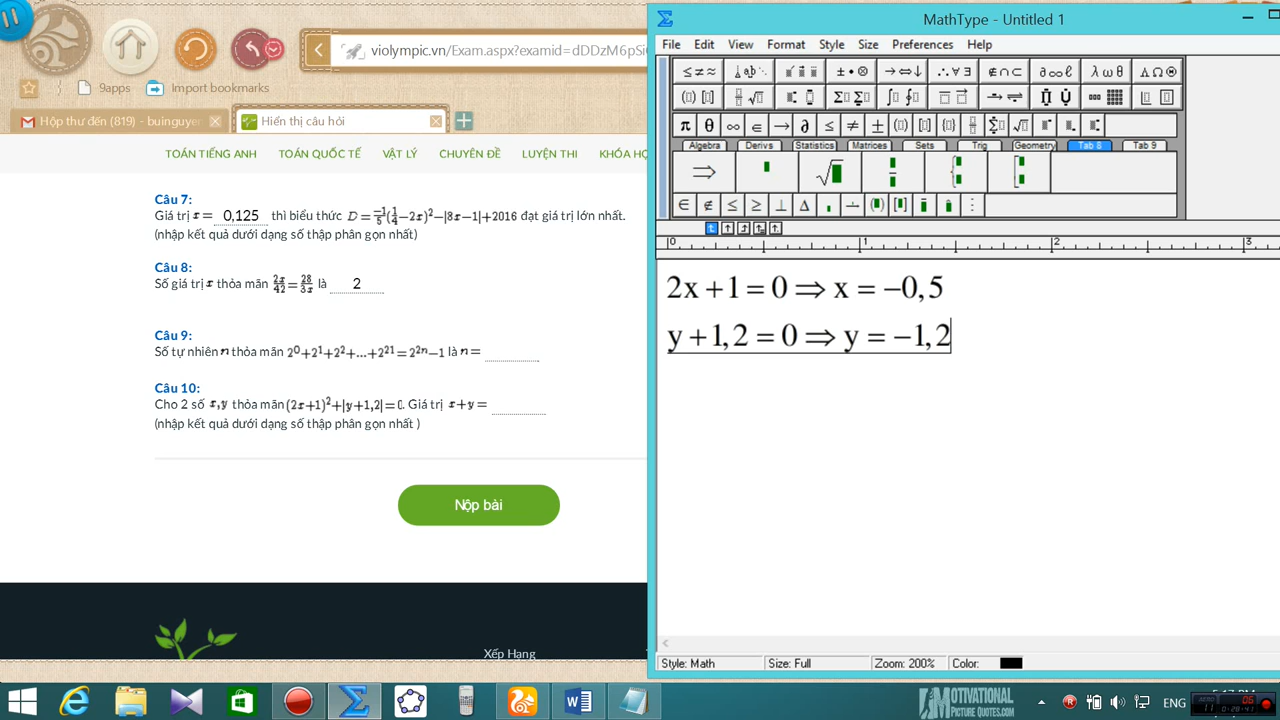 MathType - Untitled 1
File Edit View Format Style Size Preferences Help
violympic.vn/Exam.aspx?examid=dDDzM6pSi
9apps Import bookmarks
Hộp thư đến (819) - buinguye
Hiển thị câu hỏi
TOÁN TIẾNG ANH TOÁN QUỐC TẾ VẬT LÝ CHUYÊN ĐỀ LUYỆN THI KHÓA H
Algebra Derivs Statistics Matrices Sets Trig Geometry Tab 8 Tab 9
0 1 2 3
Câu 7:
Giá trị x = 0,125 thì biểu thức D = -1/5(1/4-2x)²-|8x-1|+2016 đạt giá trị lớn nhất.
(nhập kết quả dưới dạng số thập phân gọn nhất)
Câu 8:
Số giá trị x thỏa mãn 2x/42=28/3x là 2
Câu 9:
Số tự nhiên n thỏa mãn 2⁰+2¹+2²+...+2²¹=2²ⁿ-1 là n=
Câu 10:
Cho 2 số x,y thỏa mãn (2x+1)²+|y+1,2|=0. Giá trị x+y=
(nhập kết quả dưới dạng số thập phân gọn nhất )
Nộp bài
Xếp Hạng
2x+1=0⇒x=−0,5
y+1,2=0⇒y=−1,2
Style: Math Size: Full Zoom: 200% Color:
MOTIVATIONAL
PICTURE QUOTES.COM
ENG
5:17 PM